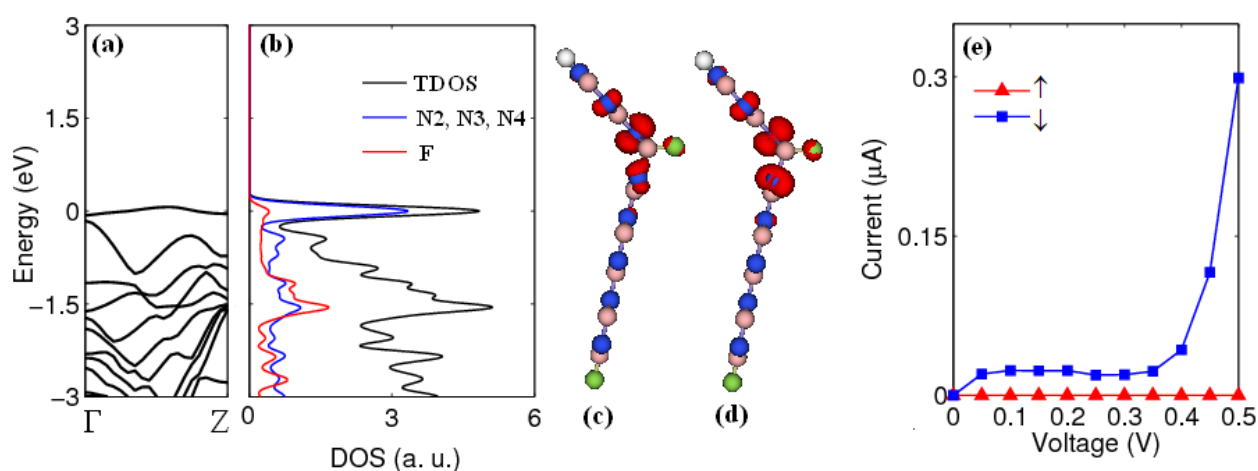 (a)
Energy (eV)
3
1.5
0
−1.5
−3
Γ
Z
(b)
TDOS
N2, N3, N4
F
0
3
6
DOS (a. u.)
(c)
(d)
(e)
↑
↓
Current (μA)
0.3
0.15
0
0
0.1
0.2
0.3
0.4
0.5
Voltage (V)